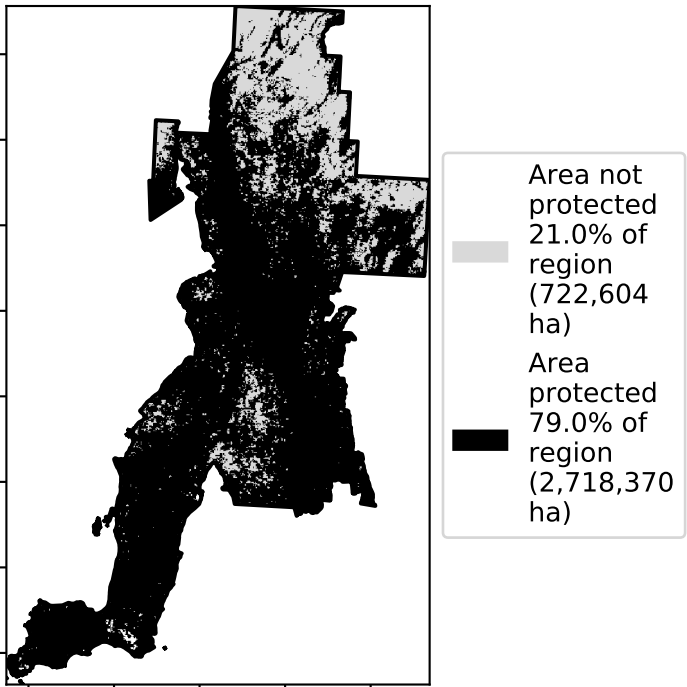 Area not
protected
21.0% of
region
(722,604
ha)
Area
protected
79.0% of
region
(2,718,370
ha)